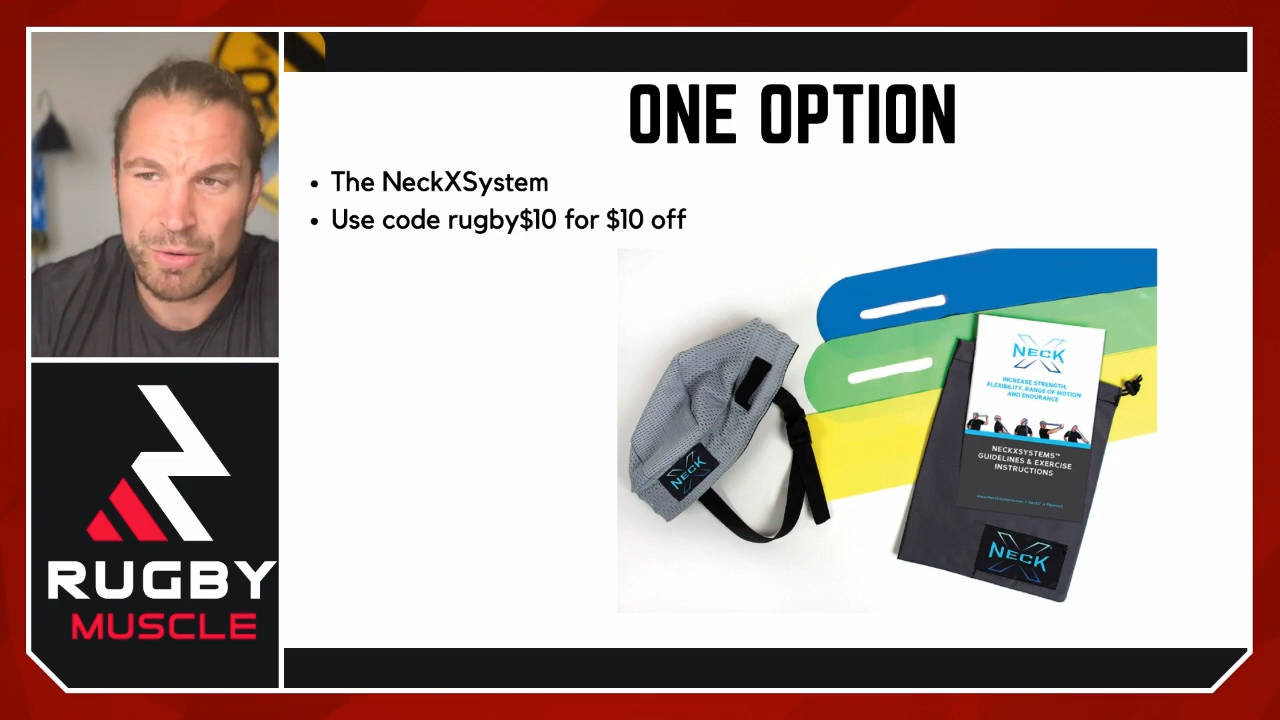 ONE OPTION
• The NeckXSystem
• Use code rugby$10 for $10 off
R
NECK
NECK
INCREASE STRENGTH,
FLEXIBILITY, RANGE OF MOTION
AND ENDURANCE
NECKXSYSTEMS™
GUIDELINES & EXERCISE
INSTRUCTIONS
NECK
RUGBY
MUSCLE